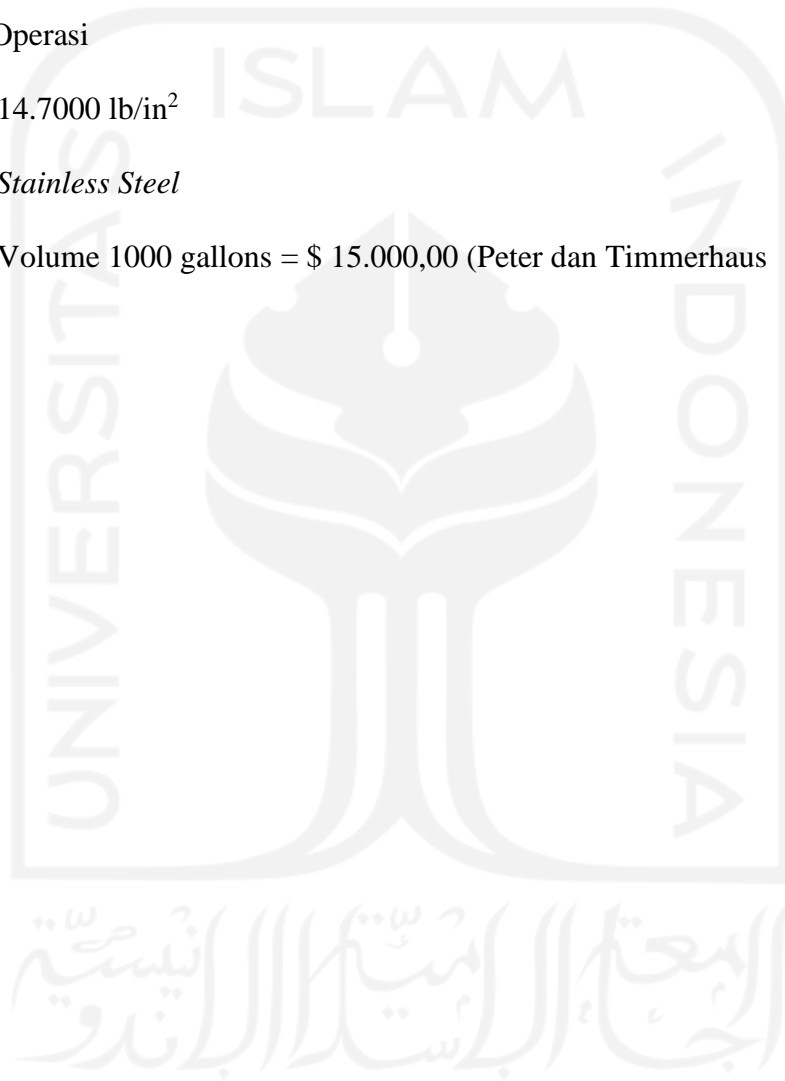 Operasi
14.7000 lb/in²
Stainless Steel
Volume 1000 gallons = $ 15.000,00 (Peter dan Timmerhaus
ISLAM
UNIVERSITAS
INDONESIA